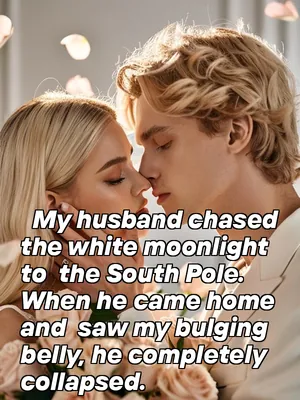 My husband chased
the white moonlight
to the South Pole.
When he came home
and saw my bulging
belly, he completely
collapsed.